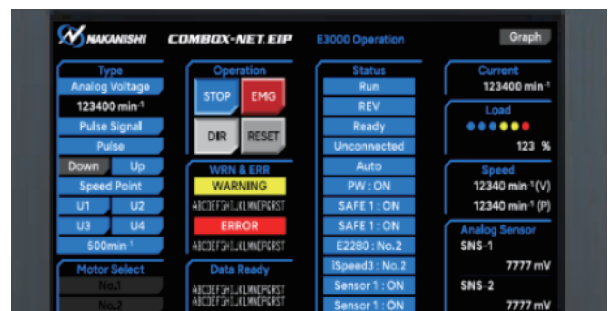 NAKANISHI COMBOX-NET.EIP E3000 Operation Graph
Type
Analog Voltage
123400 min⁻¹
Pulse Signal
Pulse
Down Up
Speed Point
U1 U2
U3 U4
500min⁻¹
Motor Select
No.1
No.2
Operation
STOP EMG
DIR RESET
WRN & ERR
WARNING
ABCDEFGHIJKLMNOPQRST
ERROR
ABCDEFGHIJKLMNOPQRST
Data Ready
ABCDEFGHIJKLMNOPQRST
ABCDEFGHIJKLMNOPQRST
Status
Run
REV
Ready
Unconnected
Auto
PW : ON
SAFE 1 : ON
SAFE 1 : ON
E2280 : No.2
iSpeed3 : No.2
Sensor 1 : ON
Sensor 1 : ON
Current
123400 min⁻¹
Load
123 %
Speed
12340 min⁻¹ (V)
12340 min⁻¹ (P)
Analog Sensor
SNS-1
7777 mV
SNS-2
7777 mV